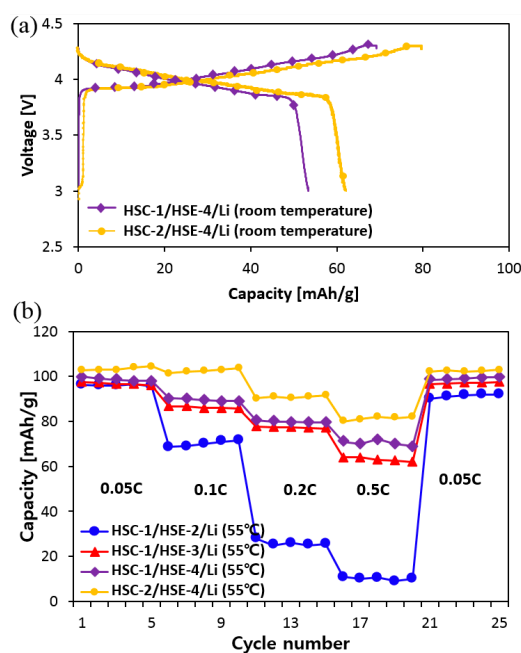 (a)
4.5
4
4.5
3
2.5
Voltage [V]
HSC-1/HSE-4/Li (room temperature)
HSC-2/HSE-4/Li (room temperature)
0 20 40 60 80 100
Capacity [mAh/g]
(b)
120
100
80
60
40
20
0
Capacity [mAh/g]
0.05C 0.1C 0.2C 0.5C 0.05C
HSC-1/HSE-2/Li (55℃)
HSC-1/HSE-3/Li (55℃)
HSC-1/HSE-4/Li (55℃)
HSC-2/HSE-4/Li (55℃)
1 5 9 13 17 21 25
Cycle number